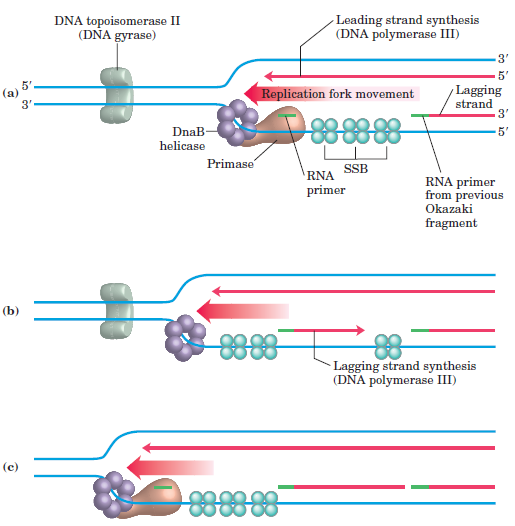 DNA topoisomerase II
(DNA gyrase)
Leading strand synthesis
(DNA polymerase III)
3′
5′
(a)
5′
3′
Replication fork movement
Lagging
strand
3′
5′
DnaB
helicase
Primase
RNA
primer
SSB
RNA primer
from previous
Okazaki
fragment
(b)
Lagging strand synthesis
(DNA polymerase III)
(c)